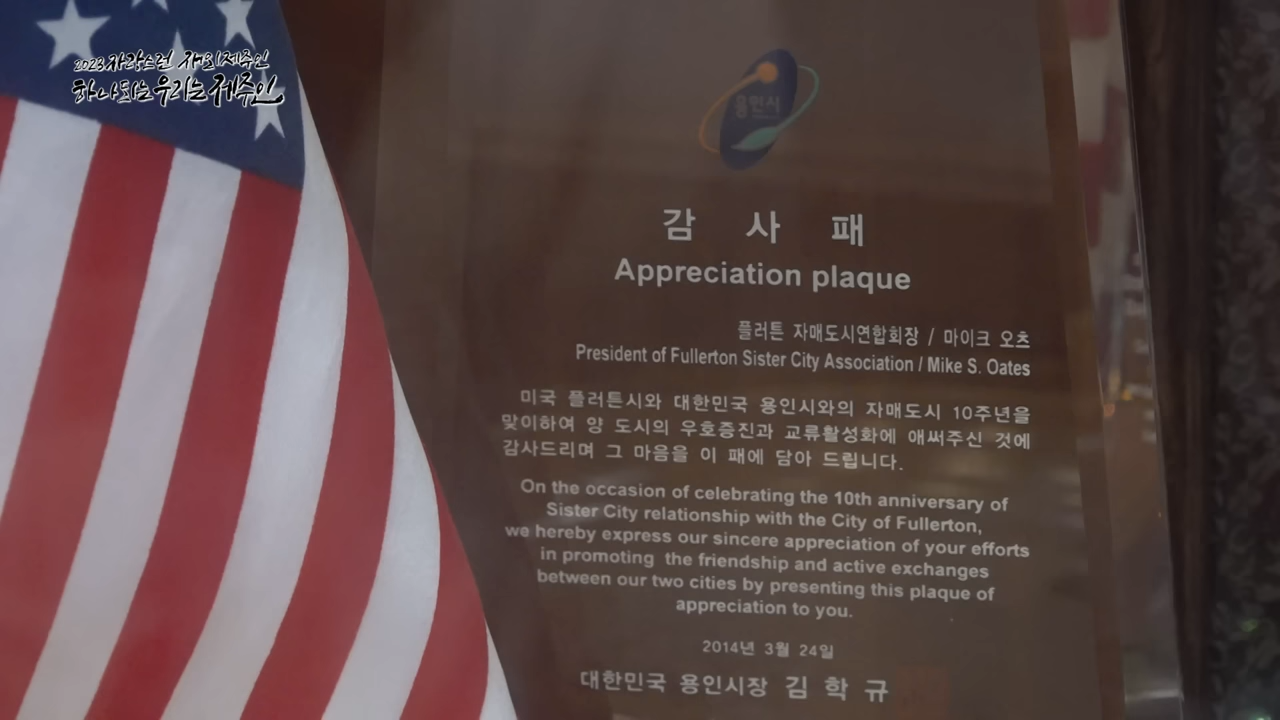 2023 자랑스런 재외제주인
하나되는 우리는 제주인
용인시
감 사 패
Appreciation plaque
플러튼 자매도시연합회장 / 마이크 오츠
President of Fullerton Sister City Association / Mike S. Oates
미국 플러튼시와 대한민국 용인시와의 자매도시 10주년을
맞이하여 양 도시의 우호증진과 교류활성화에 애써주신 것에
감사드리며 그 마음을 이 패에 담아 드립니다.
On the occasion of celebrating the 10th anniversary of
Sister City relationship with the City of Fullerton,
we hereby express our sincere appreciation of your efforts
in promoting the friendship and active exchanges
between our two cities by presenting this plaque of
appreciation to you.
2014년 3월 24일
대한민국 용인시장 김 학 규